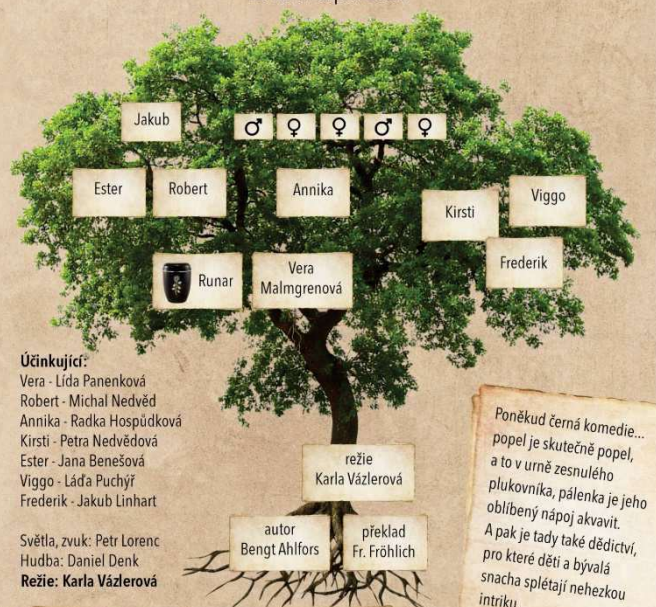 Jakub
♂ ♀ ♀ ♂ ♀
Ester
Robert
Annika
Kirsti
Viggo
Frederik
Runar
Vera
Malmgrenová
Účinkující:
Vera - Lída Panenková
Robert - Michal Nedvěd
Annika - Radka Hospůdková
Kirsti - Petra Nedvědová
Ester - Jana Benešová
Viggo - Láďa Puchýř
Frederik - Jakub Linhart
Světla, zvuk: Petr Lorenc
Hudba: Daniel Denk
Režie: Karla Vázlerová
režie
Karla Vázlerová
autor
Bengt Ahlfors
překlad
Fr. Fröhlich
Poněkud černá komedie...
popel je skutečně popel,
a to v urně zesnulého
plukovníka, pálenka je jeho
oblíbený nápoj akvavit.
A pak je tady také dědictví,
pro které děti a bývalá
snacha splétají nehezkou
intriku